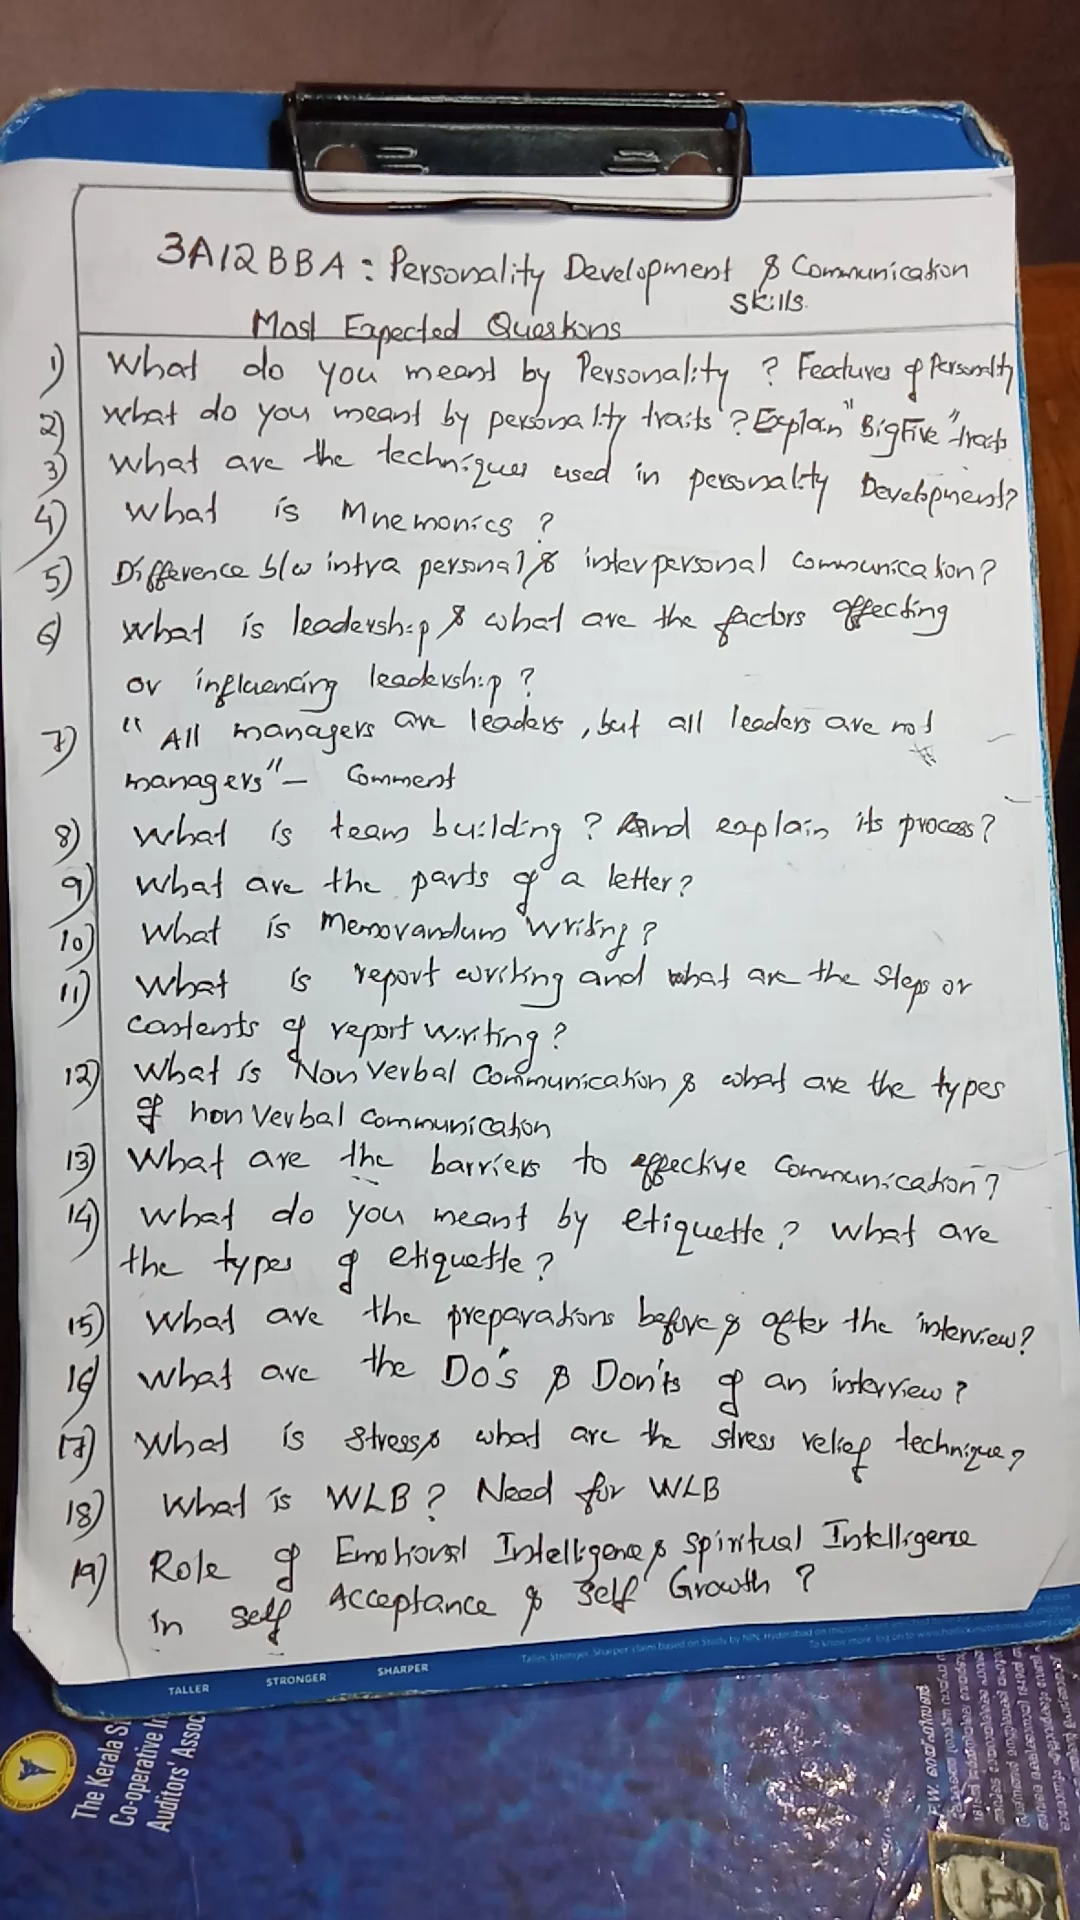 3A12BBA : Personality Development & Communication
Skills.
Most Expected Questions
1) What do you meant by Personality ? Features of Personality
2) What do you meant by personality traits ? Explain "BigFive" traits
3) What are the techniques used in personality Development?
4) What is Mnemonics ?
5) Difference b/w intra personal & interpersonal communication?
6) What is leadership & what are the factors affecting
or influencing leadership ?
7) "All managers are leaders, but all leaders are not
managers" - Comment
8) What is team building ? And explain its process?
9) What are the parts of a letter?
10) What is Memorandum writing ?
11) What is report writing and what are the steps or
contents of report writing?
12) What is Non Verbal Communication & what are the types
of non Verbal communication
13) What are the barriers to effective Communication?
14) What do you meant by etiquette? What are
the types of etiquette?
15) What are the preparations before & after the interview?
16) What are the Do's & Don'ts of an interview?
17) What is stress & what are the stress relief technique?
18) What is WLB? Need for WLB
19) Role of Emotional Intelligence & Spiritual Intelligence
in self Acceptance & Self Growth ?
TALLER STRONGER SHARPER
The Kerala S
Co-operative In
Auditors' Assoc